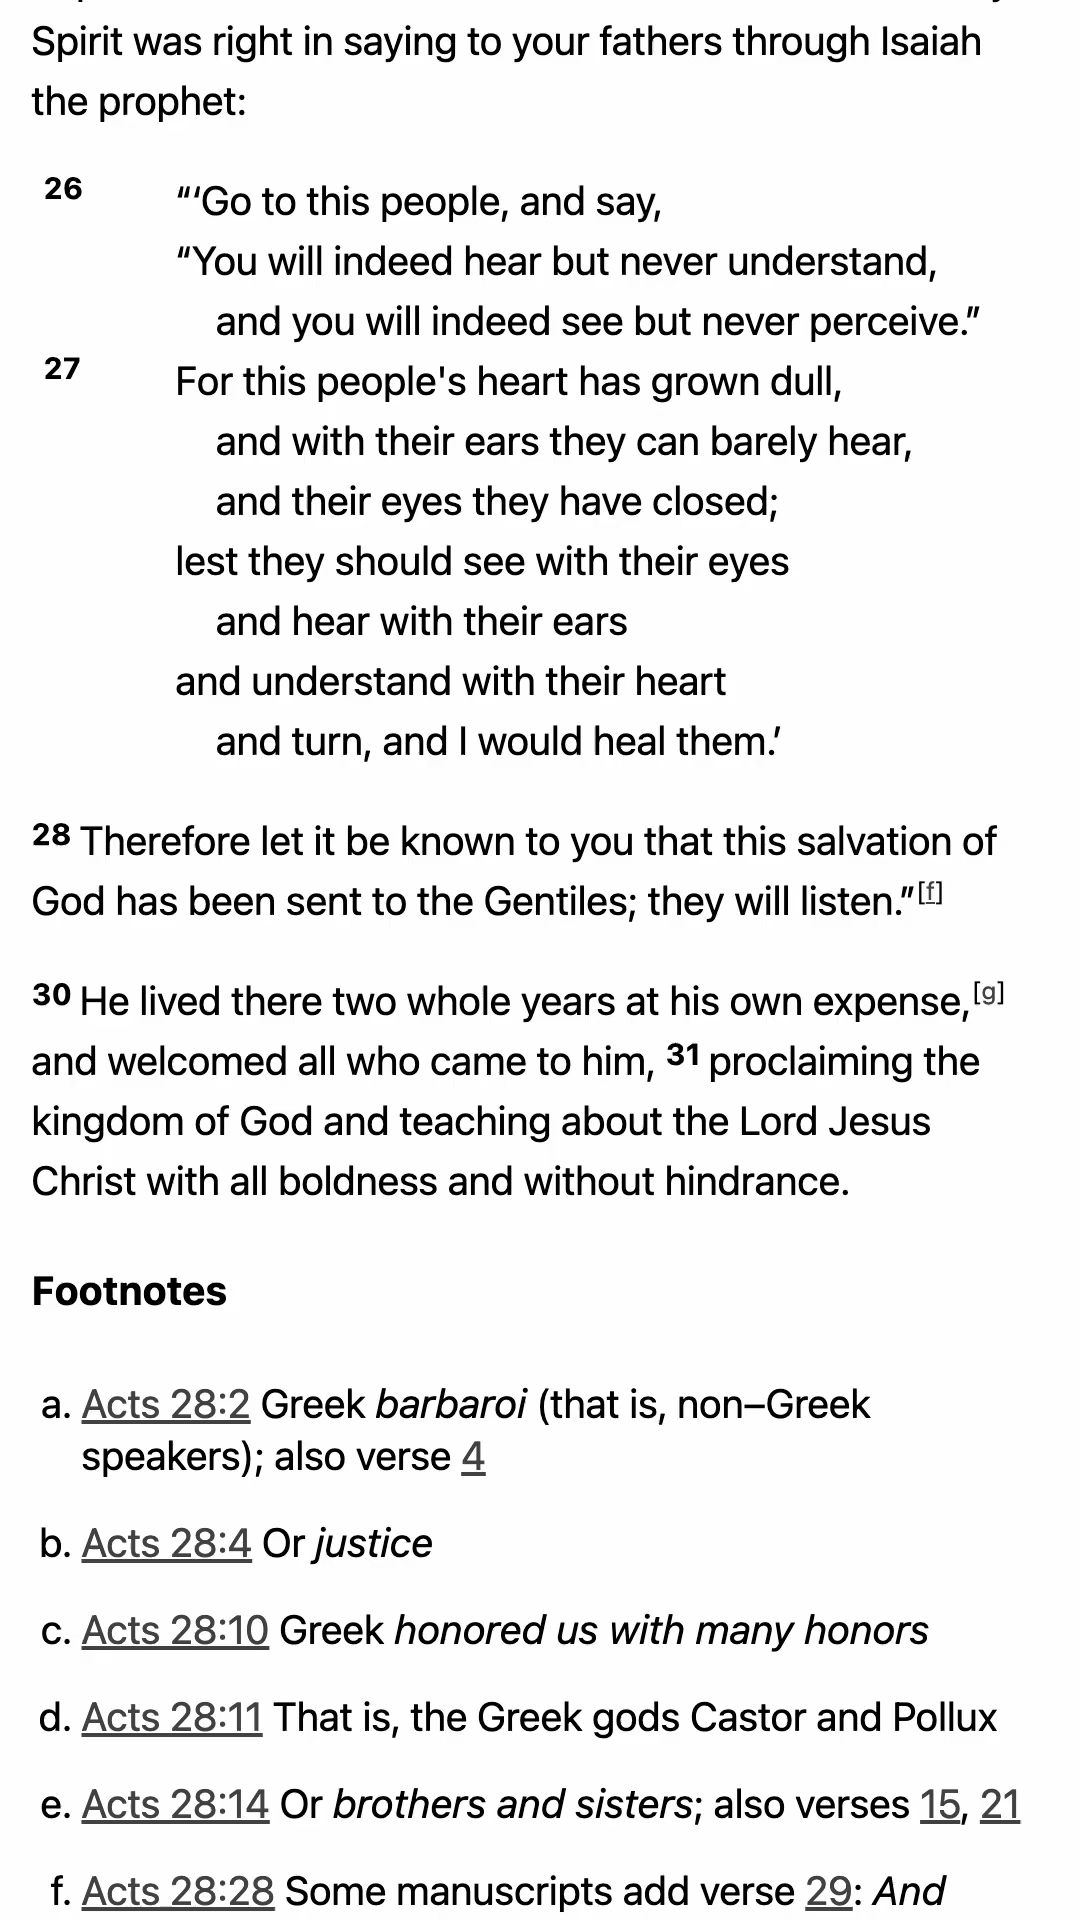 Spirit was right in saying to your fathers through Isaiah
the prophet:
26 “‘Go to this people, and say,
“You will indeed hear but never understand,
and you will indeed see but never perceive.”
27 For this people's heart has grown dull,
and with their ears they can barely hear,
and their eyes they have closed;
lest they should see with their eyes
and hear with their ears
and understand with their heart
and turn, and I would heal them.’
28 Therefore let it be known to you that this salvation of
God has been sent to the Gentiles; they will listen.”[f]
30 He lived there two whole years at his own expense,[g]
and welcomed all who came to him, 31 proclaiming the
kingdom of God and teaching about the Lord Jesus
Christ with all boldness and without hindrance.
Footnotes
a. Acts 28:2 Greek barbaroi (that is, non–Greek
speakers); also verse 4
b. Acts 28:4 Or justice
c. Acts 28:10 Greek honored us with many honors
d. Acts 28:11 That is, the Greek gods Castor and Pollux
e. Acts 28:14 Or brothers and sisters; also verses 15, 21
f. Acts 28:28 Some manuscripts add verse 29: And